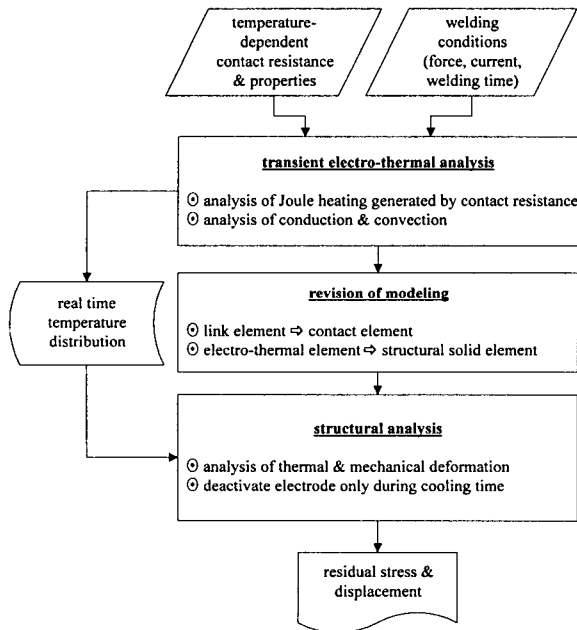 temperature-
dependent
contact resistance
& properties
welding
conditions
(force, current,
welding time)
transient electro-thermal analysis
⊙ analysis of Joule heating generated by contact resistance
⊙ analysis of conduction & convection
real time
temperature
distribution
revision of modeling
⊙ link element ⇨ contact element
⊙ electro-thermal element ⇨ structural solid element
structural analysis
⊙ analysis of thermal & mechanical deformation
⊙ deactivate electrode only during cooling time
residual stress &
displacement